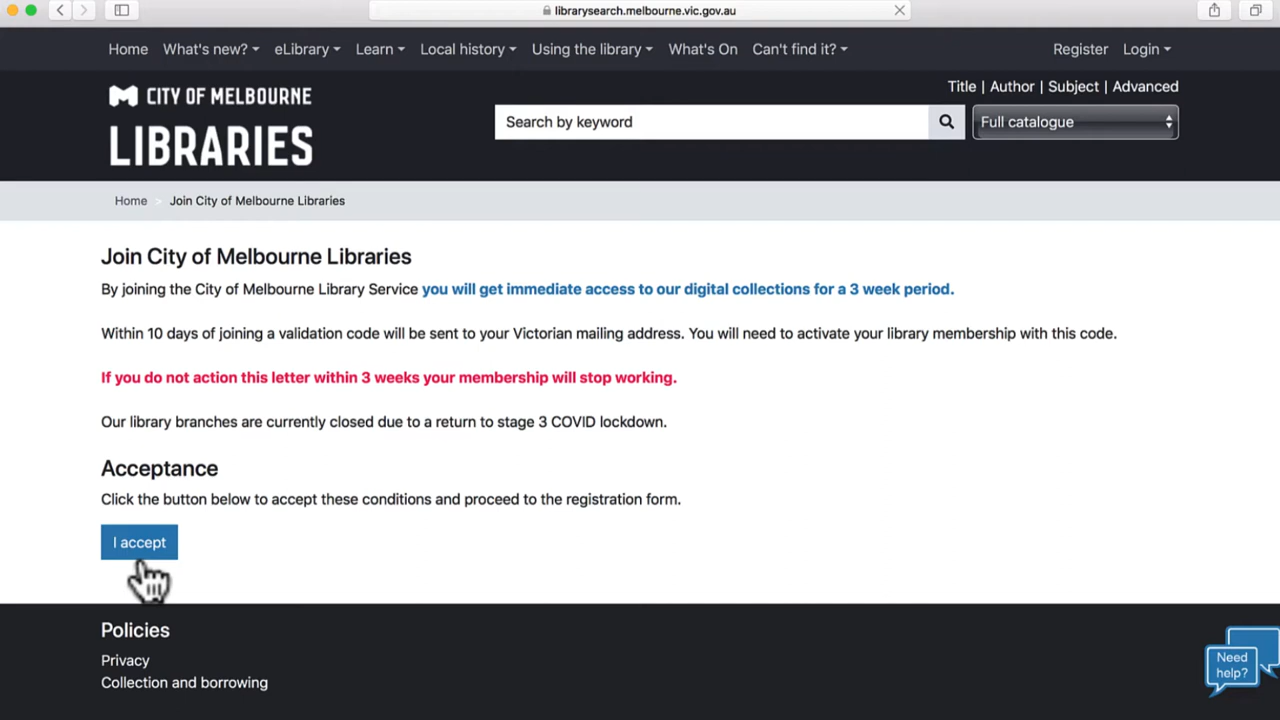 librarysearch.melbourne.vic.gov.au
Home What's new? eLibrary Learn Local history Using the library What's On Can't find it? Register Login
Title | Author | Subject | Advanced
CITY OF MELBOURNE
LIBRARIES
Search by keyword
Full catalogue
Home > Join City of Melbourne Libraries
Join City of Melbourne Libraries
By joining the City of Melbourne Library Service you will get immediate access to our digital collections for a 3 week period.
Within 10 days of joining a validation code will be sent to your Victorian mailing address. You will need to activate your library membership with this code.
If you do not action this letter within 3 weeks your membership will stop working.
Our library branches are currently closed due to a return to stage 3 COVID lockdown.
Acceptance
Click the button below to accept these conditions and proceed to the registration form.
I accept
Policies
Privacy
Collection and borrowing
Need
help?